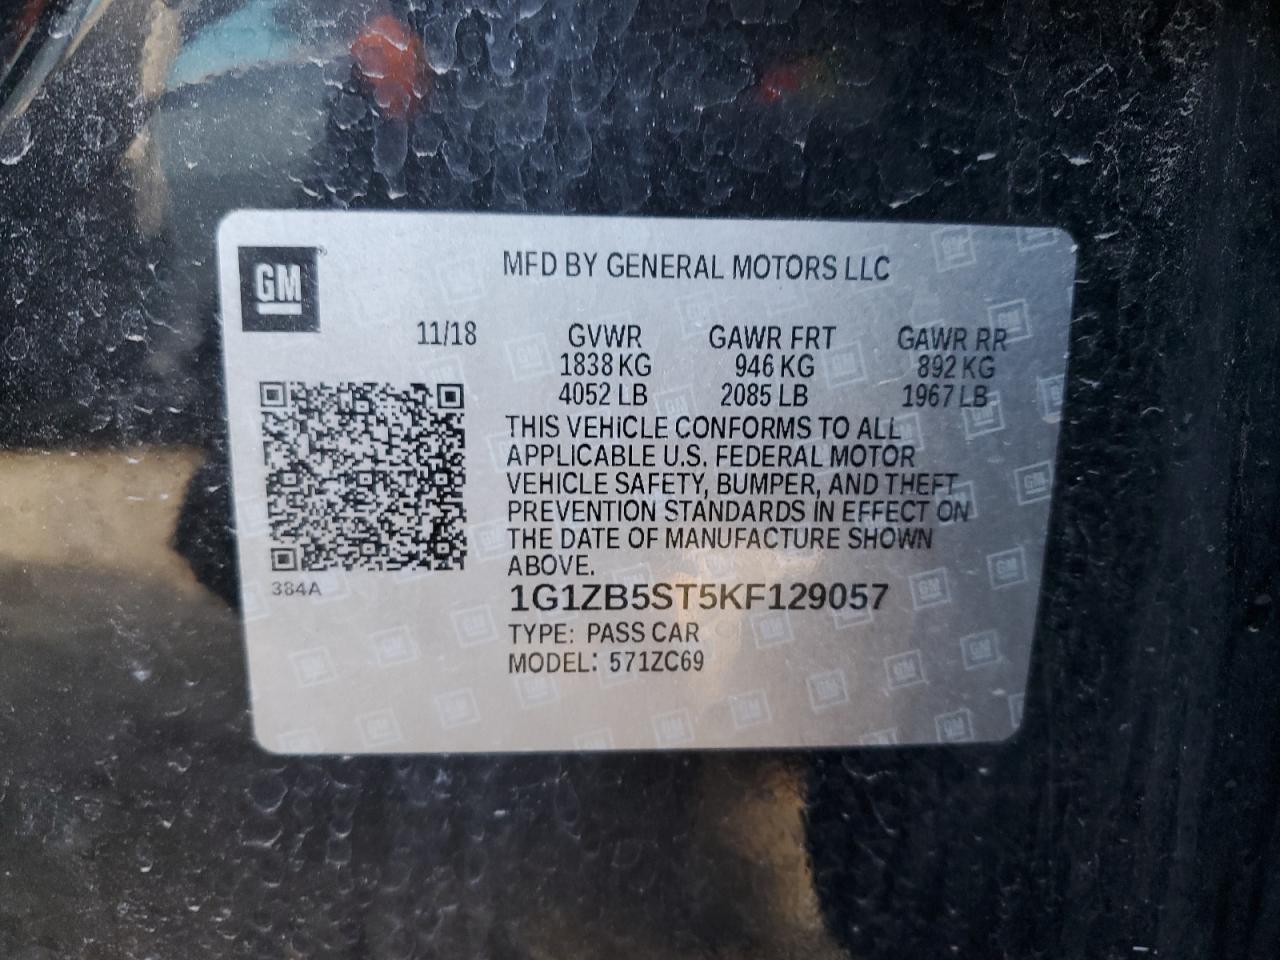 GM
MFD BY GENERAL MOTORS LLC
11/18 GVWR GAWR FRT GAWR RR
1838 KG 946 KG 892 KG
4052 LB 2085 LB 1967 LB
THIS VEHICLE CONFORMS TO ALL
APPLICABLE U.S. FEDERAL MOTOR
VEHICLE SAFETY, BUMPER, AND THEFT
PREVENTION STANDARDS IN EFFECT ON
THE DATE OF MANUFACTURE SHOWN
ABOVE.
384A
1G1ZB5ST5KF129057
TYPE: PASS CAR
MODEL: 571ZC69